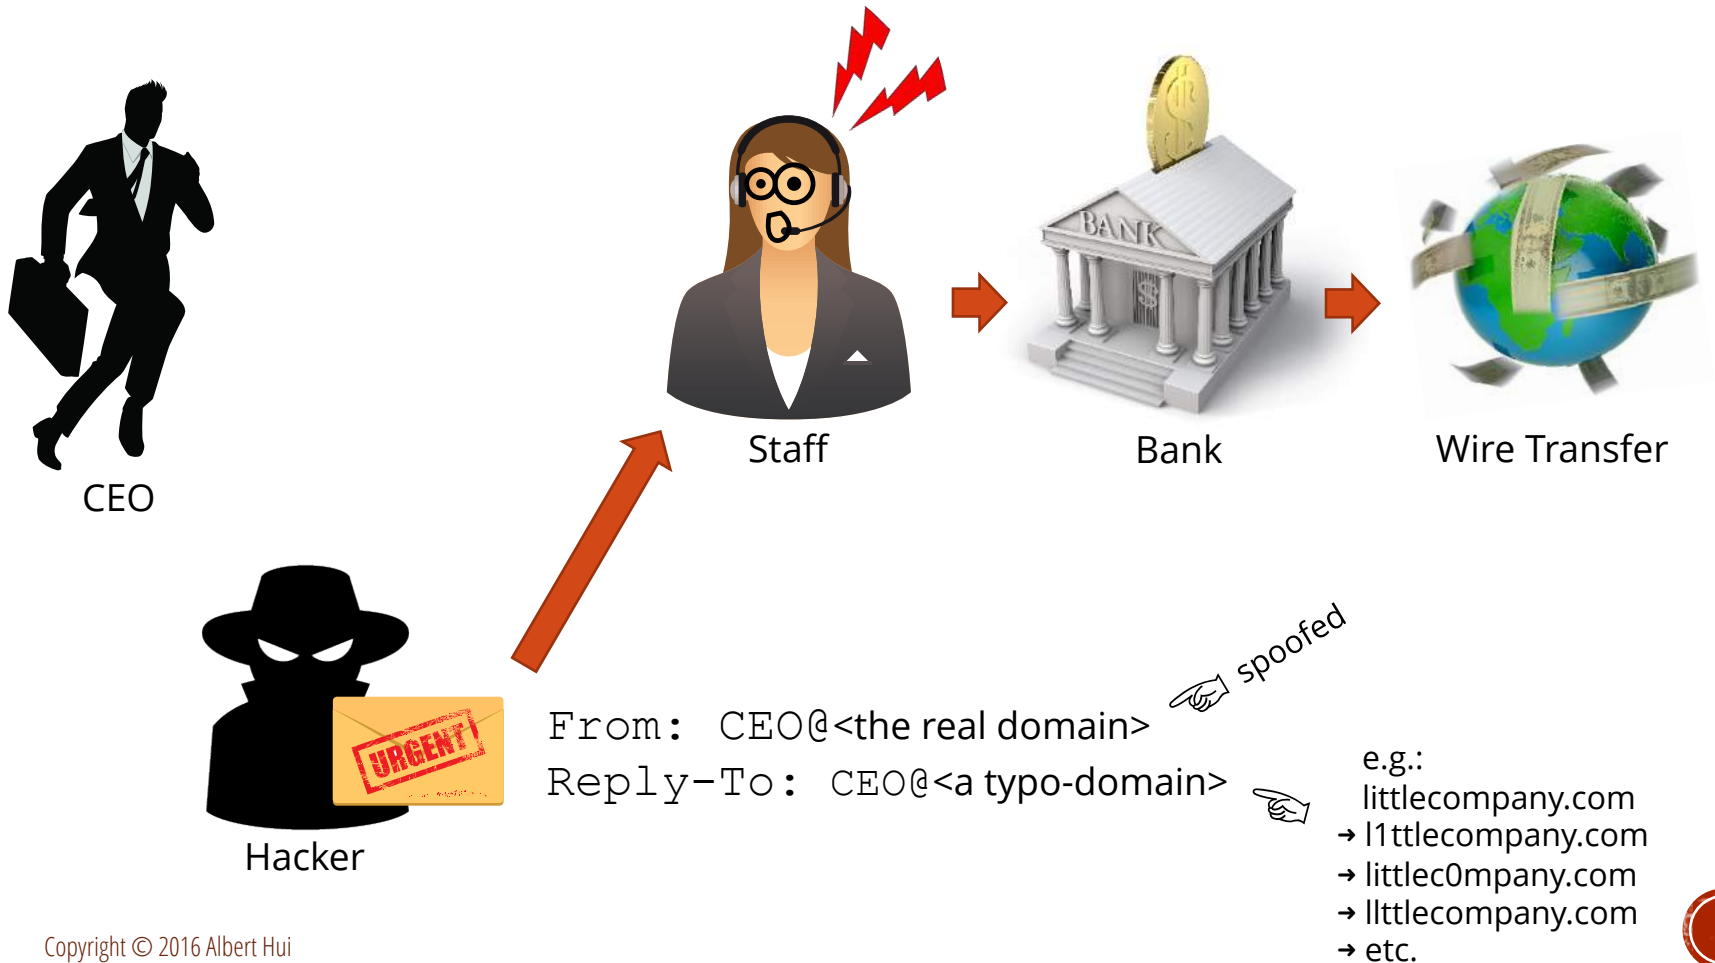 BANK
Staff
Bank
Wire Transfer
CEO
URGENT
spoofed
From: CEO@<the real domain>
Reply-To: CEO@<a typo-domain>
e.g.:
littlecompany.com
➜ l1ttlecompany.com
➜ littlec0mpany.com
➜ llttlecompany.com
➜ etc.
Hacker
Copyright © 2016 Albert Hui